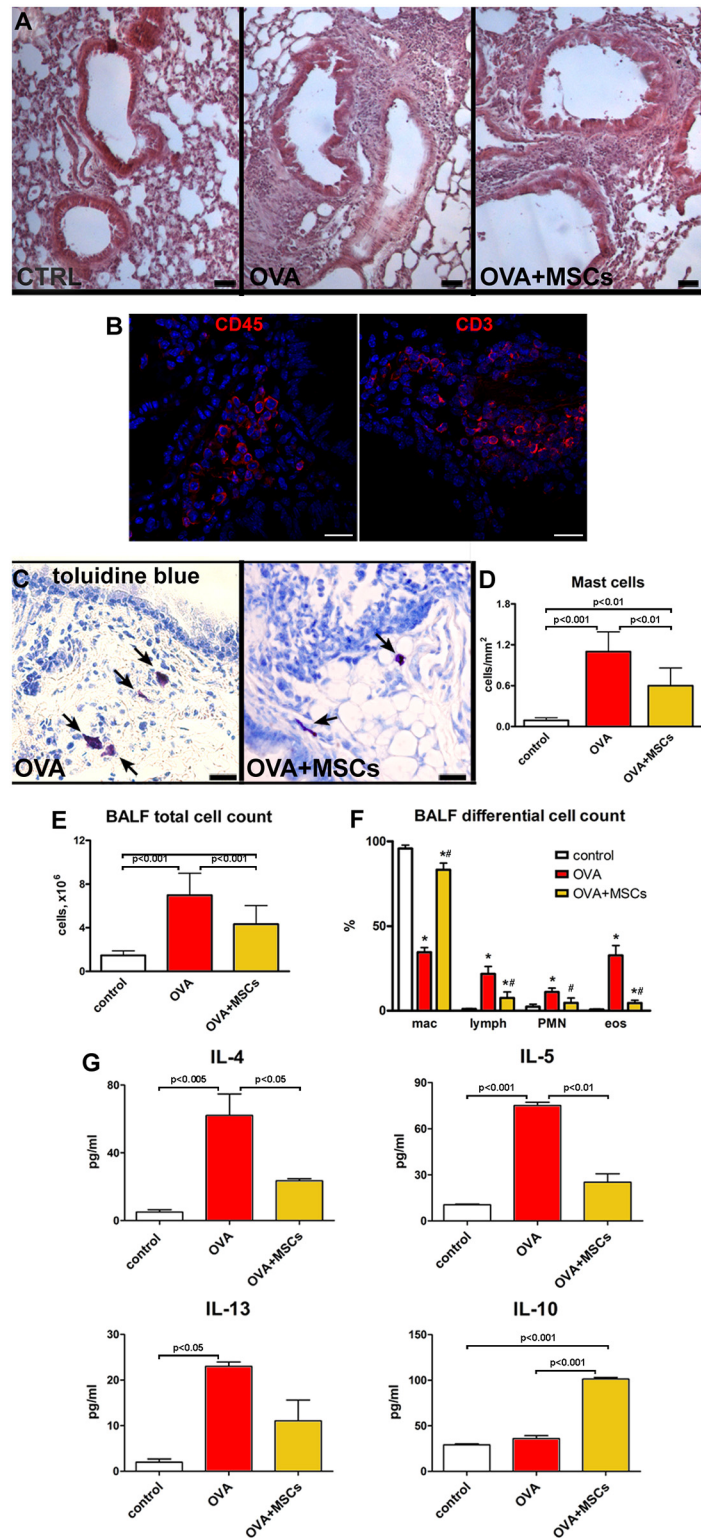 A
CTRL
OVA
OVA+MSCs
B
CD45
CD3
C
toluidine blue
OVA
OVA+MSCs
D
Mast cells
p<0.01
p<0.001
p<0.01
1.2
0.6
0.0
cells/mm²
control
OVA
OVA+MSCs
E
BALF total cell count
12
8
4
0
cells, x10⁶
p<0.001
p<0.001
control
OVA
OVA+MSCs
F
BALF differential cell count
100
50
0
%
control
OVA
OVA+MSCs
*
*#
*
*#
*
#
*
*#
mac
lymph
PMN
eos
G
IL-4
80
40
0
pg/ml
p<0.005
p<0.05
control
OVA
OVA+MSCs
IL-5
90
60
30
0
pg/ml
p<0.001
p<0.01
control
OVA
OVA+MSCs
IL-13
30
20
10
0
pg/ml
p<0.05
control
OVA
OVA+MSCs
IL-10
150
100
50
0
pg/ml
p<0.001
p<0.001
control
OVA
OVA+MSCs